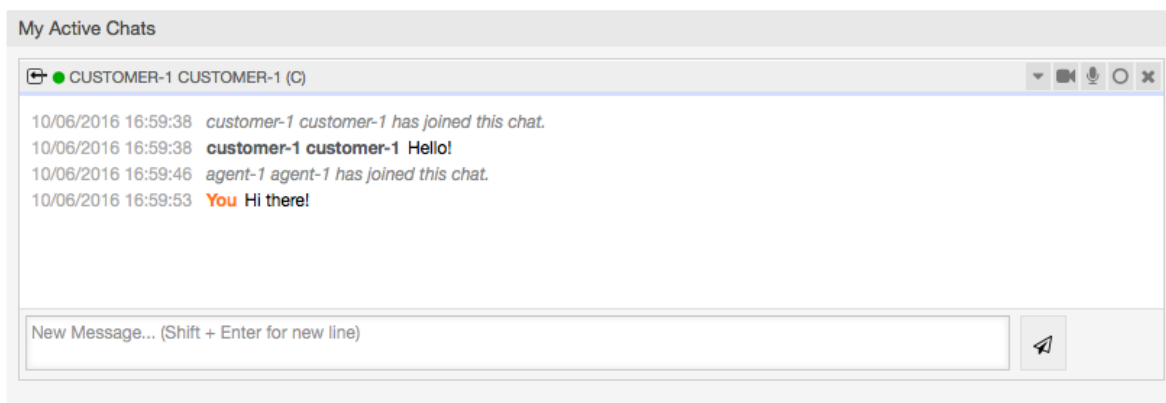 My Active Chats
CUSTOMER-1 CUSTOMER-1 (C)
10/06/2016 16:59:38 customer-1 customer-1 has joined this chat.
10/06/2016 16:59:38 customer-1 customer-1 Hello!
10/06/2016 16:59:46 agent-1 agent-1 has joined this chat.
10/06/2016 16:59:53 You Hi there!
New Message... (Shift + Enter for new line)